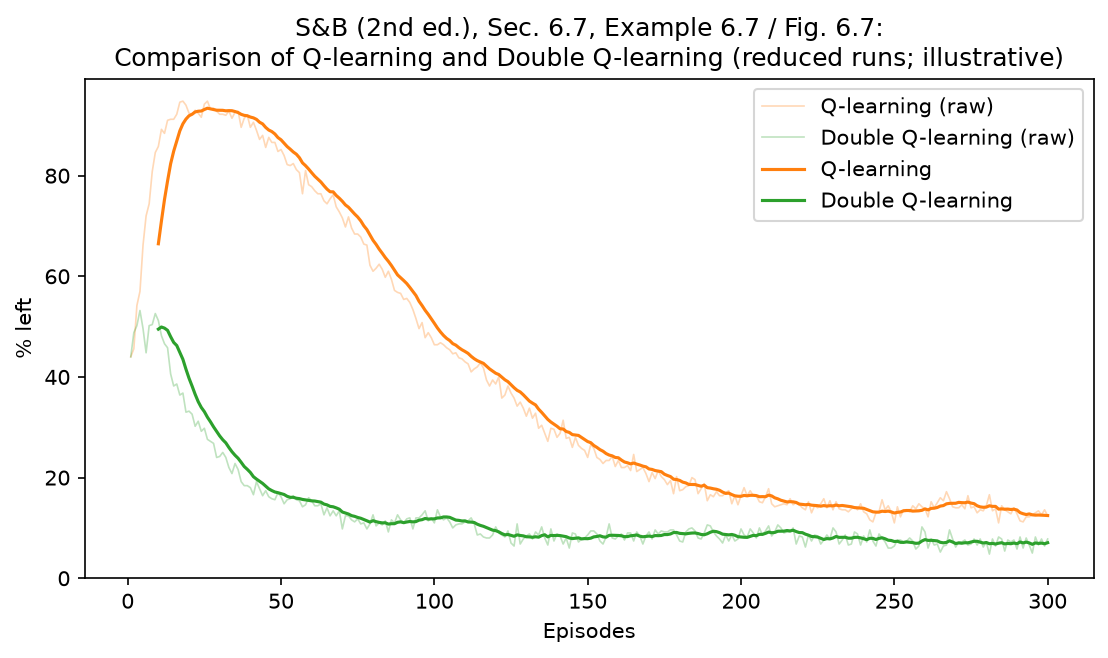 S&B (2nd ed.), Sec. 6.7, Example 6.7 / Fig. 6.7:
Comparison of Q-learning and Double Q-learning (reduced runs; illustrative)
Q-learning (raw)
Double Q-learning (raw)
Q-learning
Double Q-learning
% left
80
60
40
20
0
0 50 100 150 200 250 300
Episodes